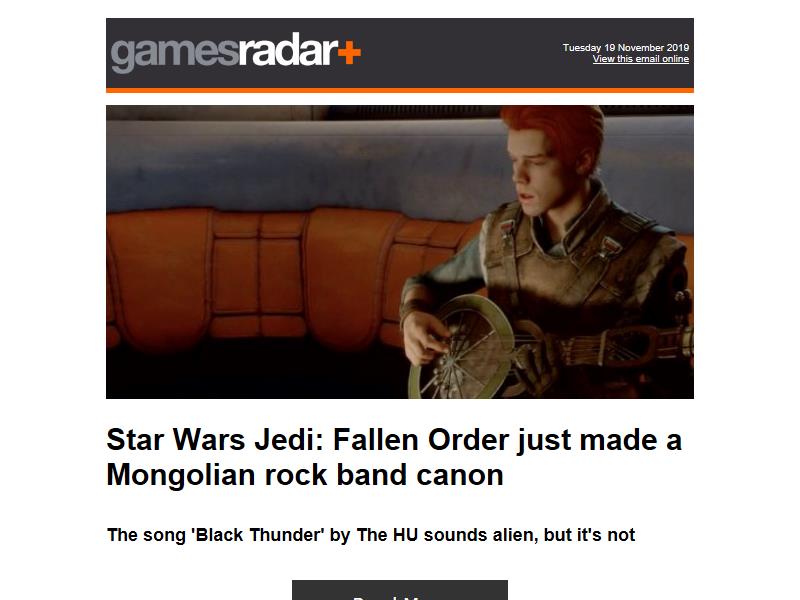 gamesradar+
Tuesday 19 November 2019
View this email online
Star Wars Jedi: Fallen Order just made a
Mongolian rock band canon
The song 'Black Thunder' by The HU sounds alien, but it's not